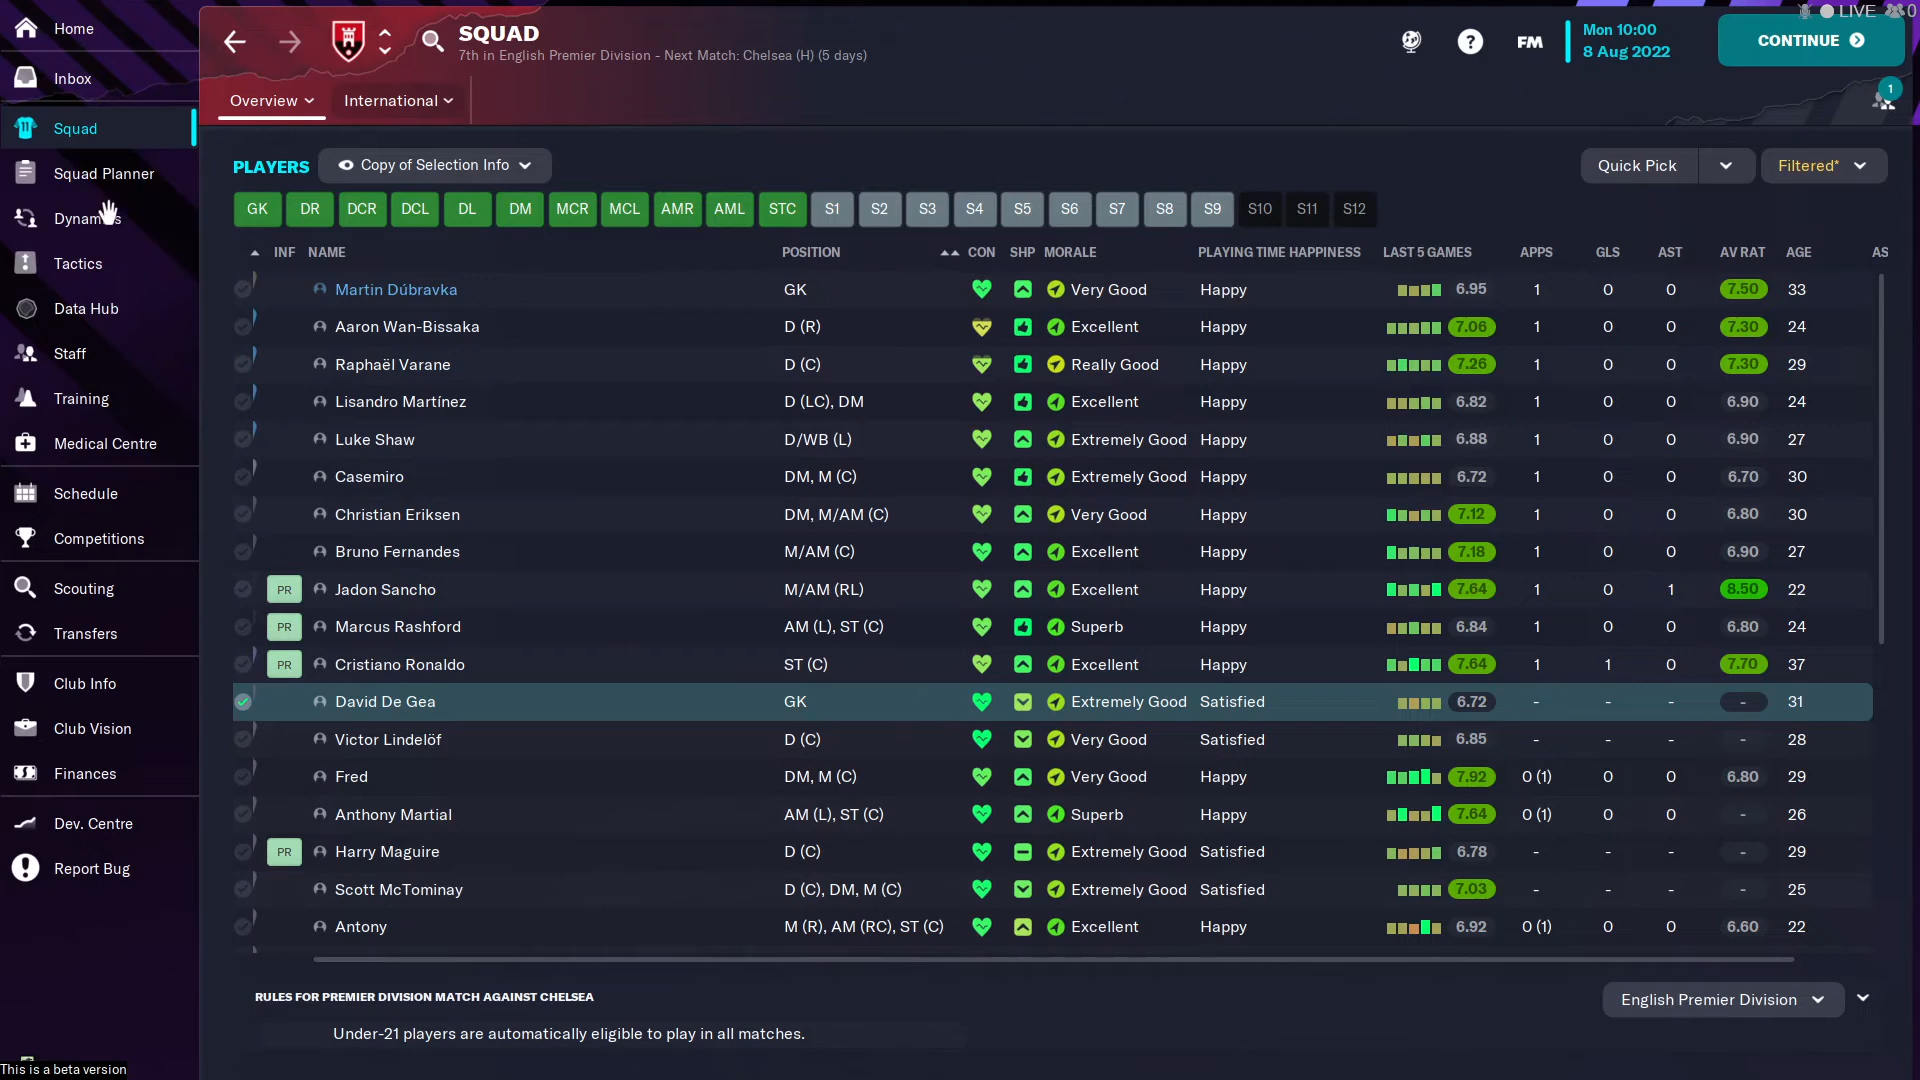 Home
Inbox
Squad
Squad Planner
Tactics
Data Hub
Staff
Training
Medical Centre
Schedule
Competitions
Scouting
Transfers
Club Info
Club Vision
Finances
Dev. Centre
Report Bug
This is a beta version
SQUAD
7th in English Premier Division - Next Match: Chelsea (H) (5 days)
Overview
International
?
FM
Mon 10:00
8 Aug 2022
LIVE 0
CONTINUE
1
PLAYERS Copy of Selection Info
Quick Pick
Filtered*
GK DR DCR DCL DL DM MCR MCL AMR AML STC S1 S2 S3 S4 S5 S6 S7 S8 S9 S10 S11 S12
INF NAME POSITION CON SHP MORALE PLAYING TIME HAPPINESS LAST 5 GAMES APPS GLS AST AV RAT AGE AS
Martin Dúbravka GK Very Good Happy 6.95 1 0 0 7.50 33
Aaron Wan-Bissaka D (R) Excellent Happy 7.06 1 0 0 7.30 24
Raphaël Varane D (C) Really Good Happy 7.26 1 0 0 7.30 29
Lisandro Martínez D (LC), DM Excellent Happy 6.82 1 0 0 6.90 24
Luke Shaw D/WB (L) Extremely Good Happy 6.88 1 0 0 6.90 27
Casemiro DM, M (C) Extremely Good Happy 6.72 1 0 0 6.70 30
Christian Eriksen DM, M/AM (C) Very Good Happy 7.12 1 0 0 6.80 30
Bruno Fernandes M/AM (C) Excellent Happy 7.18 1 0 0 6.90 27
PR Jadon Sancho M/AM (RL) Excellent Happy 7.64 1 0 1 8.50 22
PR Marcus Rashford AM (L), ST (C) Superb Happy 6.84 1 0 0 6.80 24
PR Cristiano Ronaldo ST (C) Excellent Happy 7.64 1 1 0 7.70 37
David De Gea GK Extremely Good Satisfied 6.72 - - - - 31
Victor Lindelöf D (C) Very Good Satisfied 6.85 - - - - 28
Fred DM, M (C) Very Good Happy 7.92 0 (1) 0 0 6.80 29
Anthony Martial AM (L), ST (C) Superb Happy 7.64 0 (1) 0 0 - 26
PR Harry Maguire D (C) Extremely Good Satisfied 6.78 - - - - 29
Scott McTominay D (C), DM, M (C) Extremely Good Satisfied 7.03 - - - - 25
Antony M (R), AM (RC), ST (C) Excellent Happy 6.92 0 (1) 0 0 6.60 22
RULES FOR PREMIER DIVISION MATCH AGAINST CHELSEA
English Premier Division
Under-21 players are automatically eligible to play in all matches.